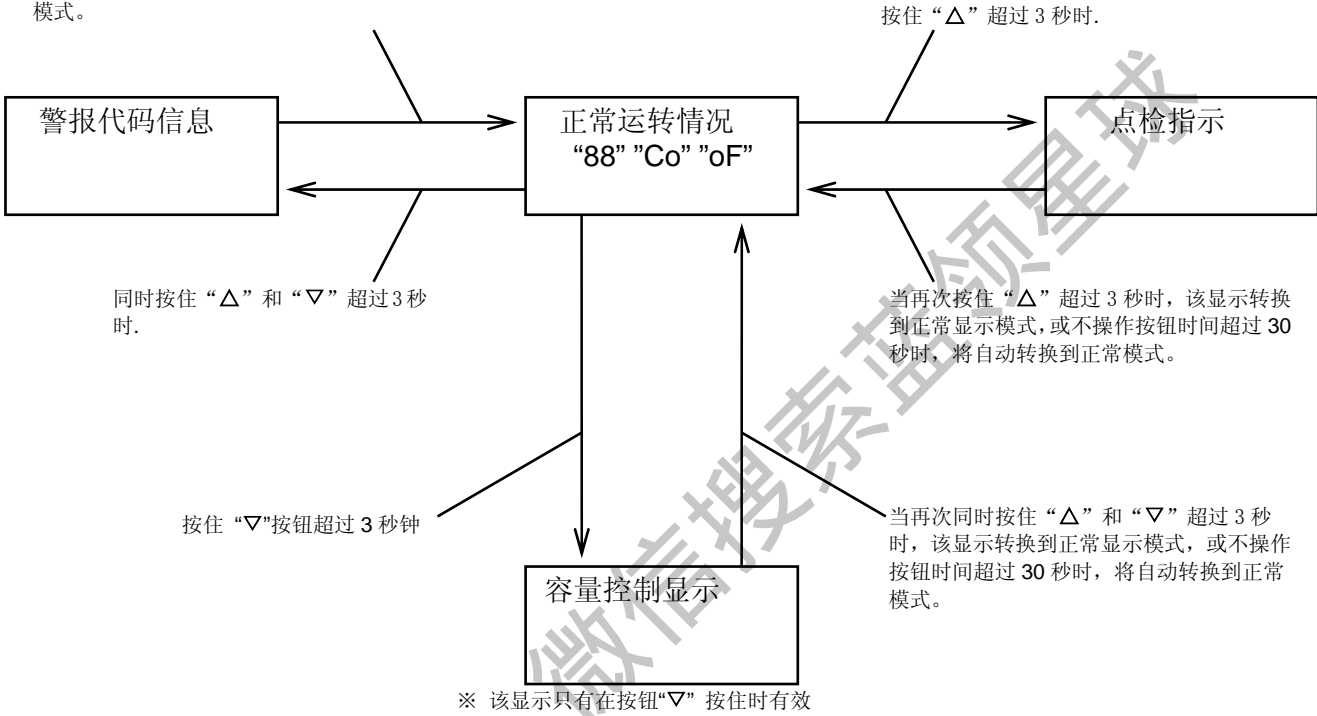 模式。
按住“△”超过 3 秒时.
警报代码信息
正常运转情况
“88” ”Co” ”oF”
点检指示
同时按住“△”和“▽”超过3秒
时.
当再次按住“△”超过 3 秒时，该显示转换
到正常显示模式，或不操作按钮时间超过 30
秒时，将自动转换到正常模式。
按住 “▽”按钮超过 3 秒钟
当再次同时按住“△”和“▽”超过 3 秒
时，该显示转换到正常显示模式，或不操作
按钮时间超过 30 秒时，将自动转换到正常
模式。
容量控制显示
※ 该显示只有在按钮“▽” 按住时有效
微信搜索蓝领星球